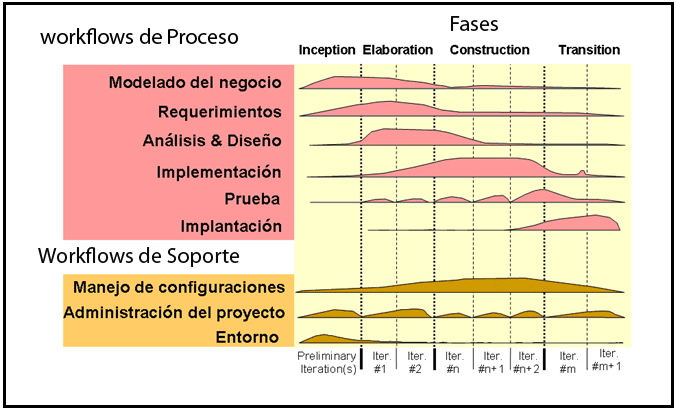 Fases
workflows de Proceso
Inception Elaboration Construction Transition
Modelado del negocio
Requerimientos
Análisis & Diseño
Implementación
Prueba
Implantación
Workflows de Soporte
Manejo de configuraciones
Administración del proyecto
Entorno
Preliminary Iter. Iter. Iter. Iter. Iter. Iter. Iter.
Iteration(s) #1 #2 #n #n+1 #n+2 #m #m+1